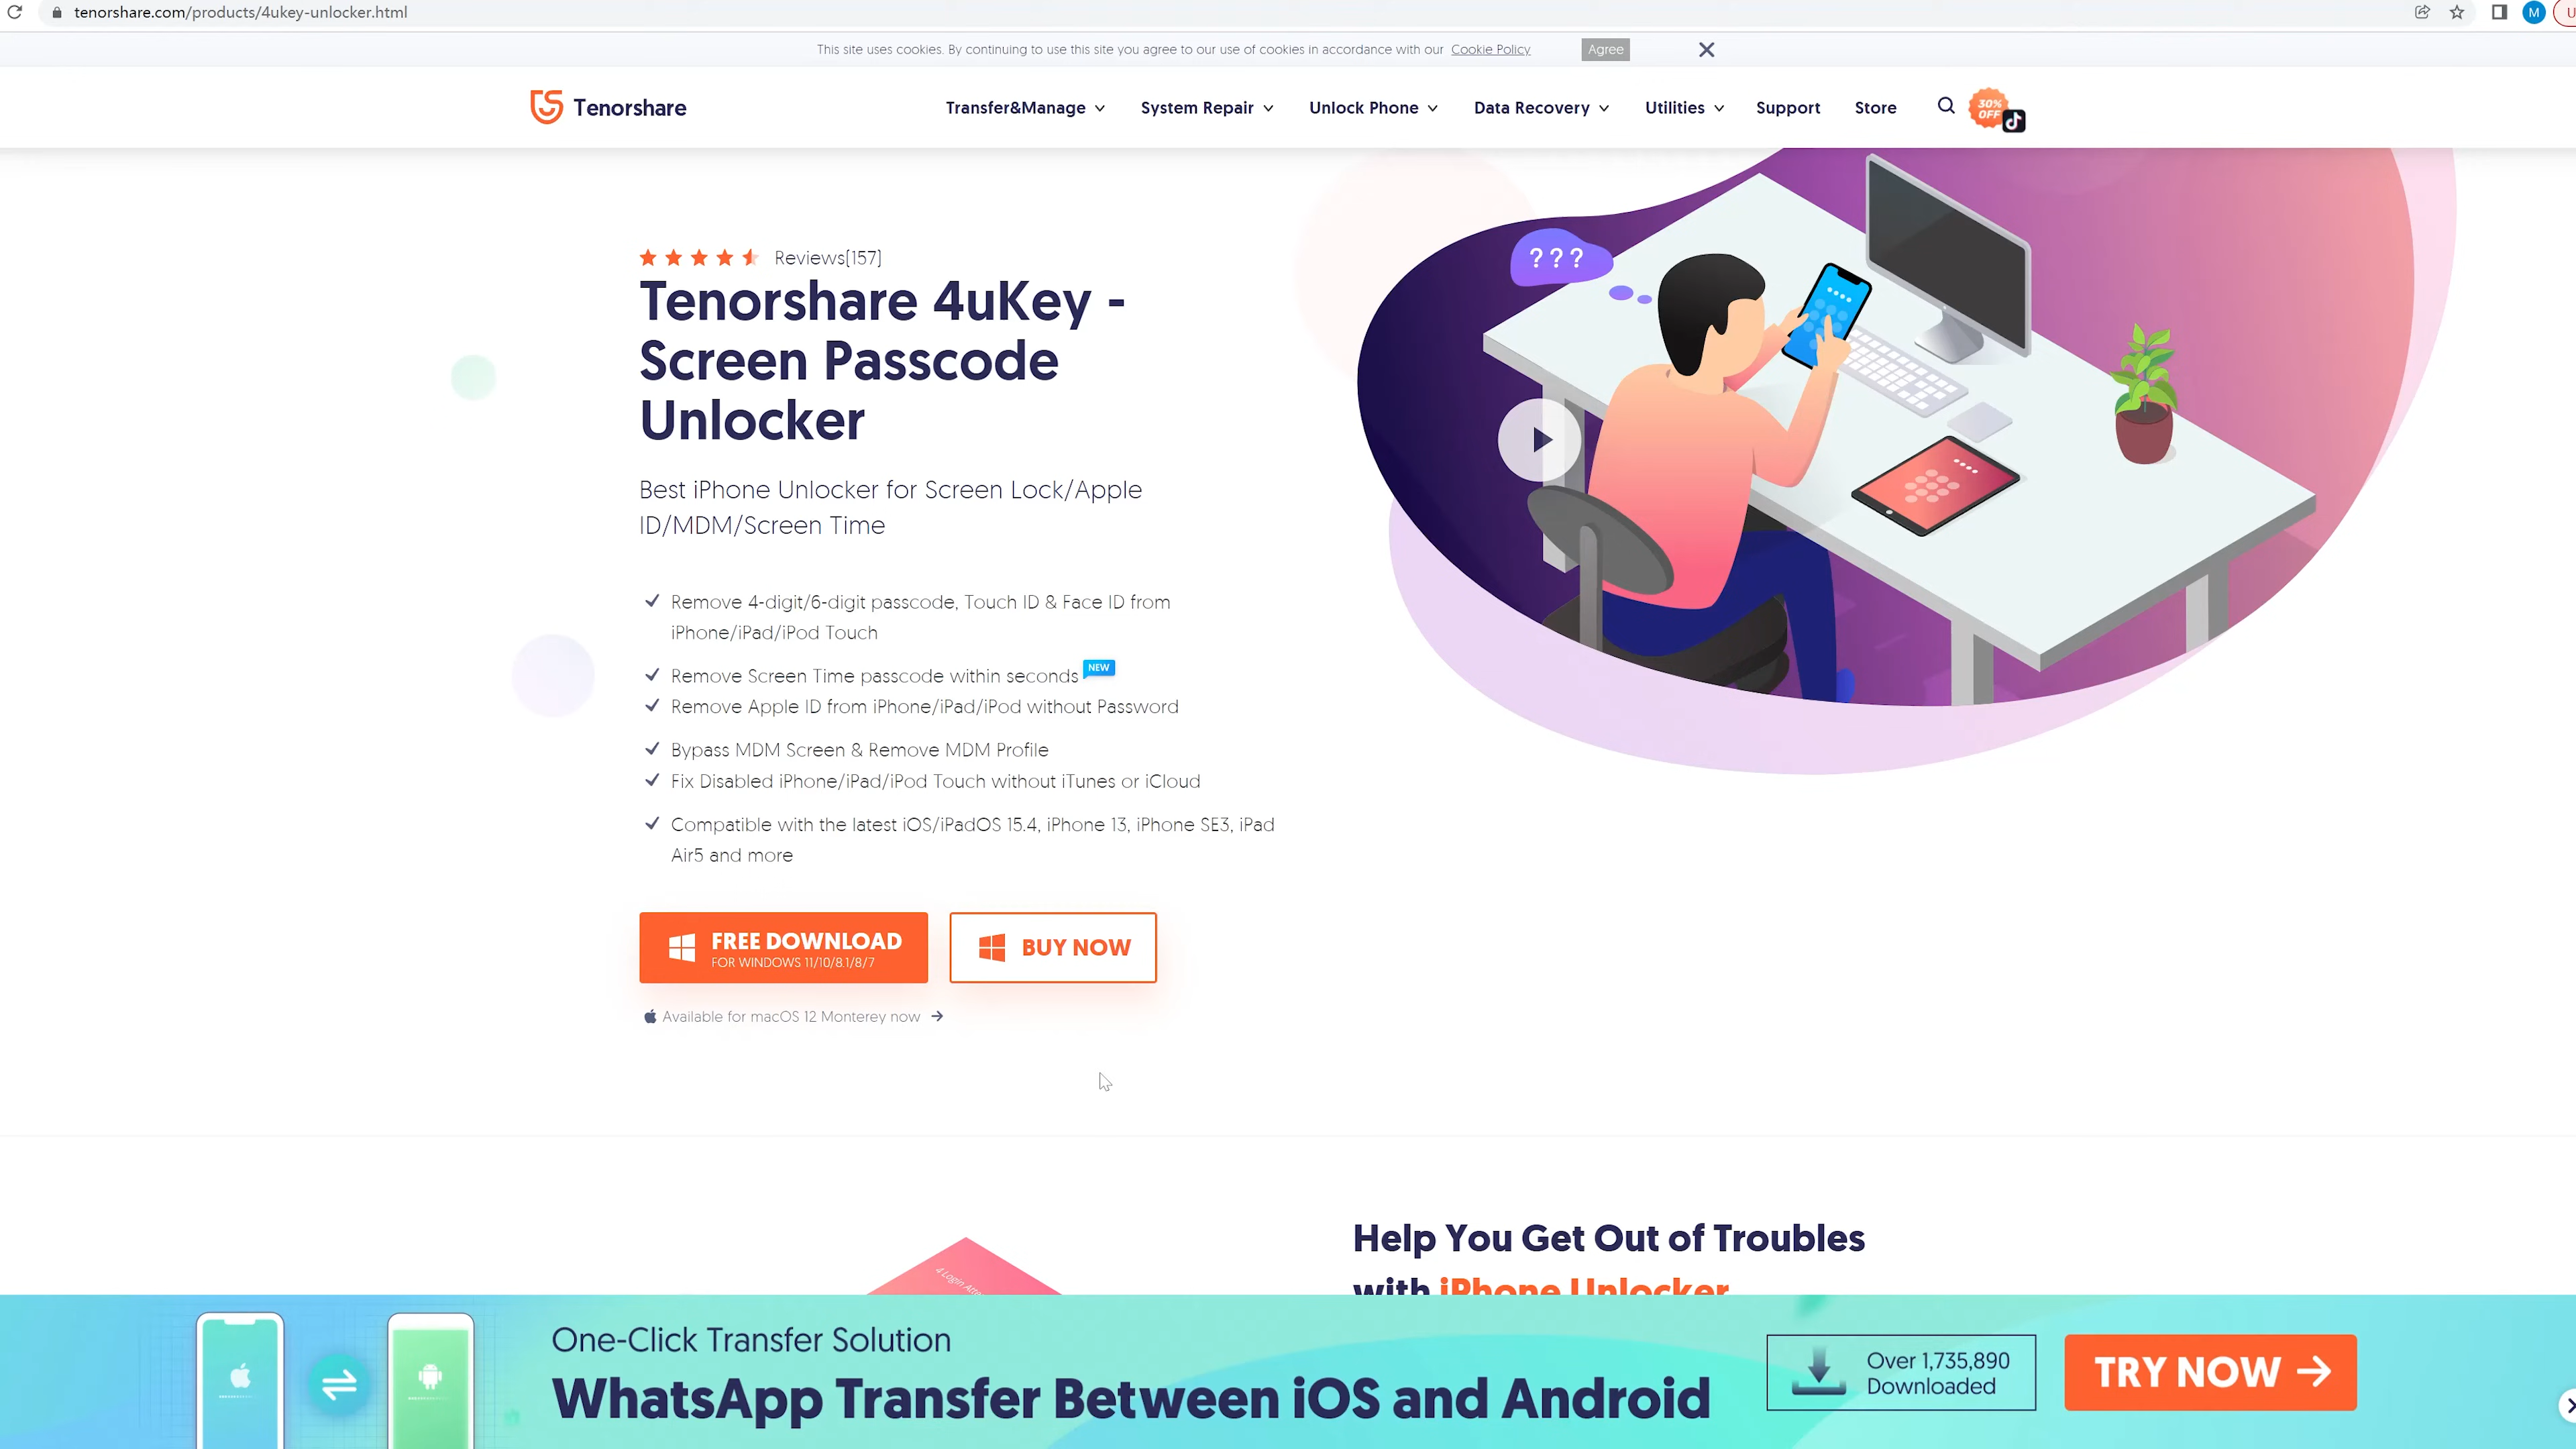 tenorshare.com/products/4ukey-unlocker.html
M
U
This site uses cookies. By continuing to use this site you agree to our use of cookies in accordance with our Cookie Policy
Agree
Tenorshare
Transfer&Manage
System Repair
Unlock Phone
Data Recovery
Utilities
Support
Store
30%
OFF
Reviews[157]
Tenorshare 4uKey -
Screen Passcode
Unlocker
Best iPhone Unlocker for Screen Lock/Apple
ID/MDM/Screen Time
Remove 4-digit/6-digit passcode, Touch ID & Face ID from
iPhone/iPad/iPod Touch
Remove Screen Time passcode within seconds NEW
Remove Apple ID from iPhone/iPad/iPod without Password
Bypass MDM Screen & Remove MDM Profile
Fix Disabled iPhone/iPad/iPod Touch without iTunes or iCloud
Compatible with the latest iOS/iPadOS 15.4, iPhone 13, iPhone SE3, iPad
Air5 and more
???
FREE DOWNLOAD
FOR WINDOWS 11/10/8.1/8/7
BUY NOW
Available for macOS 12 Monterey now
Help You Get Out of Troubles
with iPhone Unlocker
4 Login
One-Click Transfer Solution
WhatsApp Transfer Between iOS and Android
Over 1,735,890
Downloaded
TRY NOW